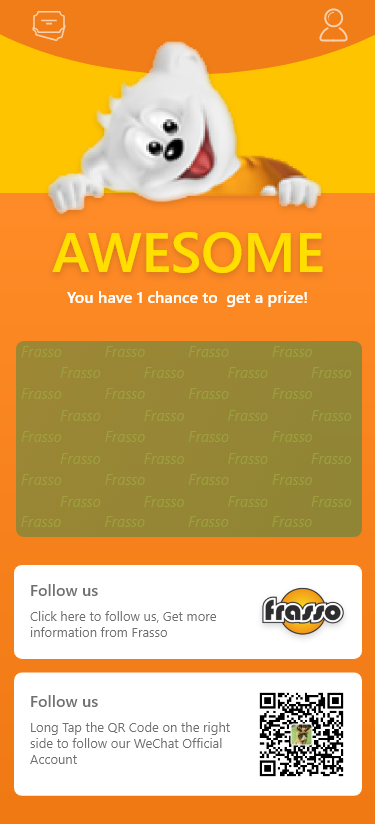 AWESOME
You have 1 chance to get a prize!
Frasso Frasso Frasso Frasso
Frasso Frasso Frasso Frasso
Frasso Frasso Frasso Frasso
Frasso Frasso Frasso Frasso
Frasso Frasso Frasso Frasso
Frasso Frasso Frasso Frasso
Frasso Frasso Frasso Frasso
Frasso Frasso Frasso Frasso
Frasso Frasso Frasso Frasso
Follow us
Click here to follow us, Get more
information from Frasso
frasso
Follow us
Long Tap the QR Code on the right
side to follow our WeChat Official
Account